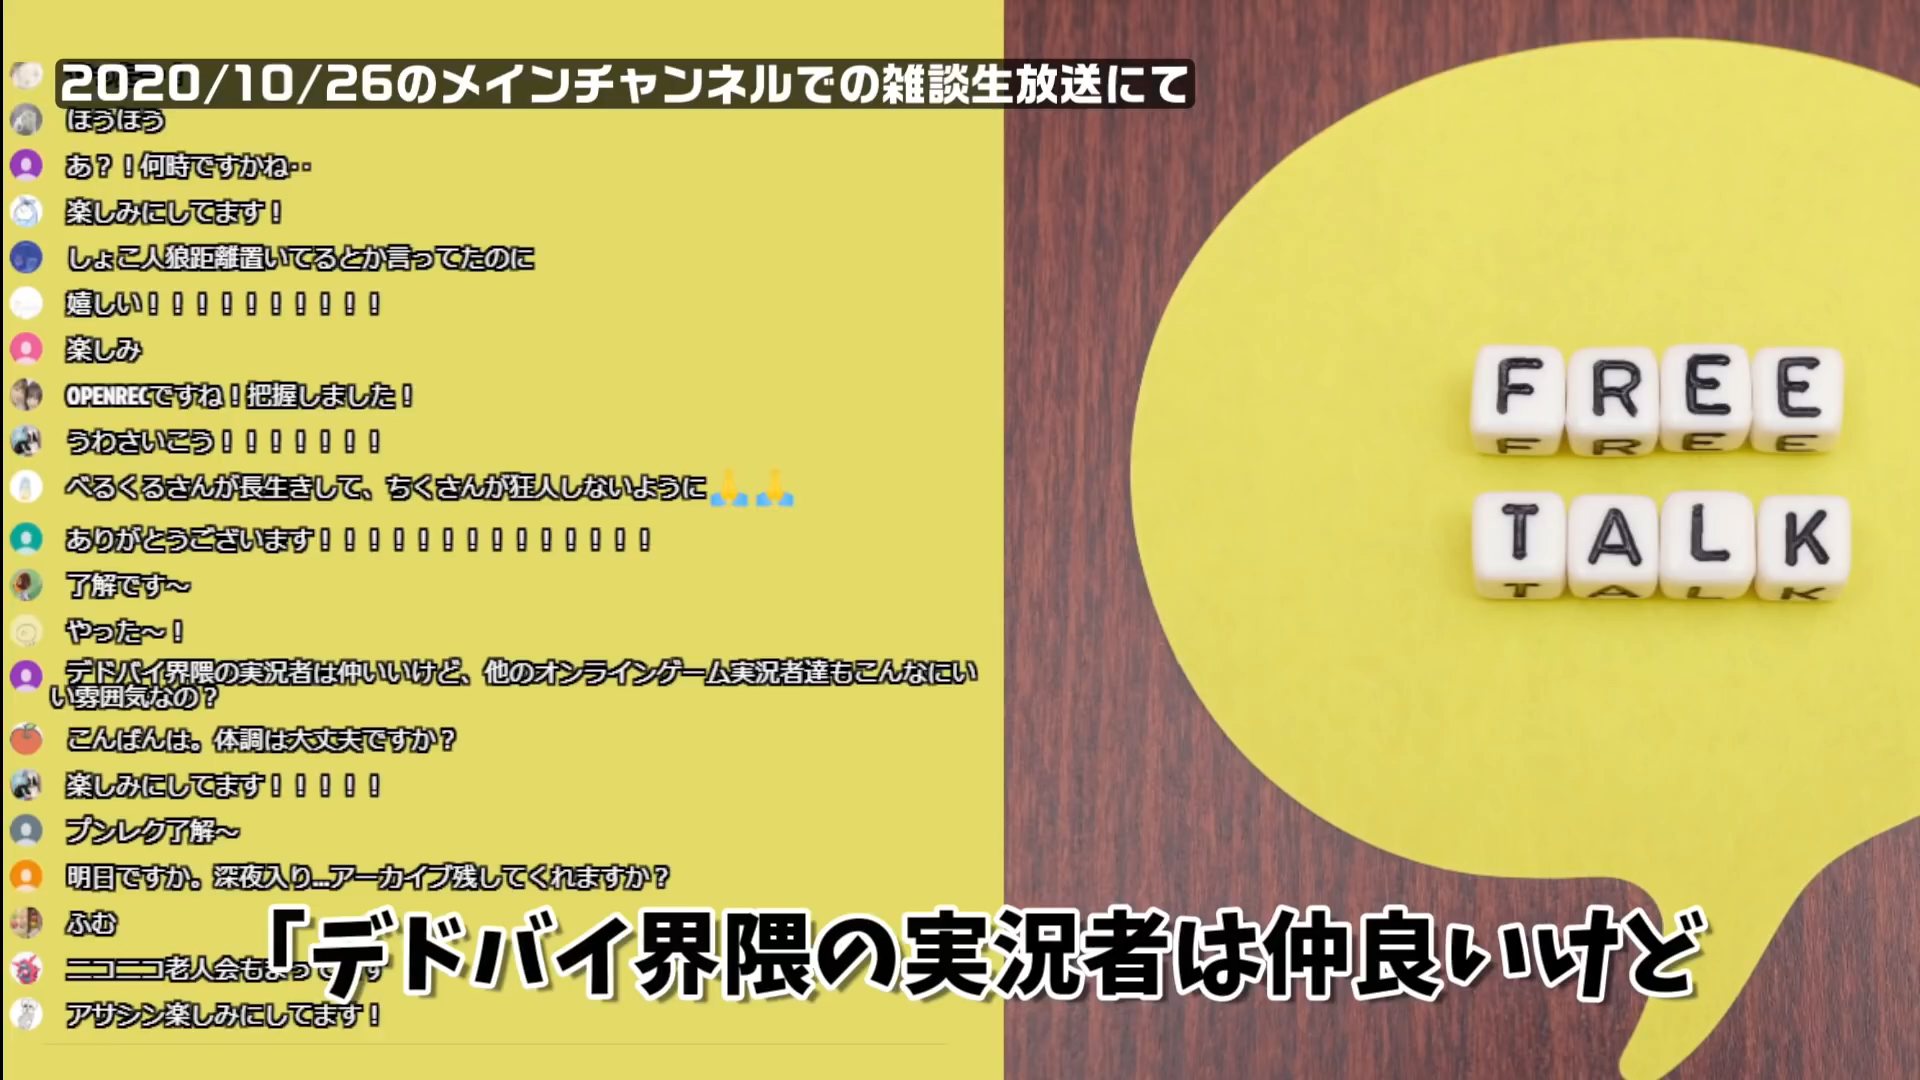 2020/10/26のメインチャンネルでの雑談生放送にて
ほうほう
あ？！何時ですかね‥
楽しみにしてます！
しょこ人狼距離置いてるとか言ってたのに
嬉しい！！！！！！！！！！
楽しみ
OPENRECですね！把握しました！
うわさいこう！！！！！！！
べるくるさんが長生きして、ちくさんが狂人しないように🙏🙏
ありがとうございます！！！！！！！！！！！！！！
了解です～
やった～！
デドバイ界隈の実況者は仲いいけど、他のオンラインゲーム実況者達もこんなにい
い雰囲気なの？
こんばんは。体調は大丈夫ですか？
楽しみにしてます！！！！！
プンレク了解～
明日ですか。深夜入り...アーカイブ残してくれますか？
ふむ
ニコニコ老人会もまってます
アサシン楽しみにしてます！
「デドバイ界隈の実況者は仲良いけど
FREE
TALK